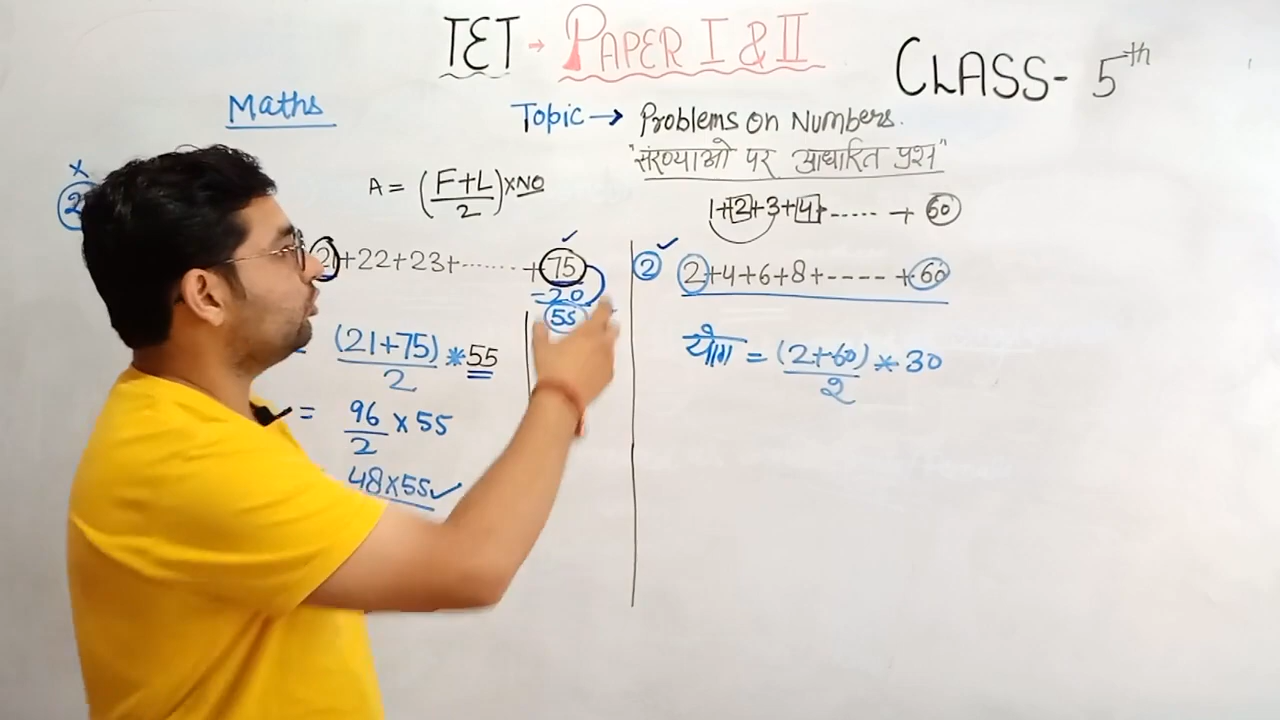 TET → PAPER I & II
CLASS- 5th
Maths
Topic → Problems On Numbers.
"संख्याओ पर आधारित प्रश्न"
A = (F+L/2)×NO
1+2+3+4+----- + 60
2
+22+23+...... +75
-20
55
(21+75)/2 * 55
= 96/2 × 55
48×55✓
② 2+4+6+8+---- +60
योग = (2+60)/2 * 30